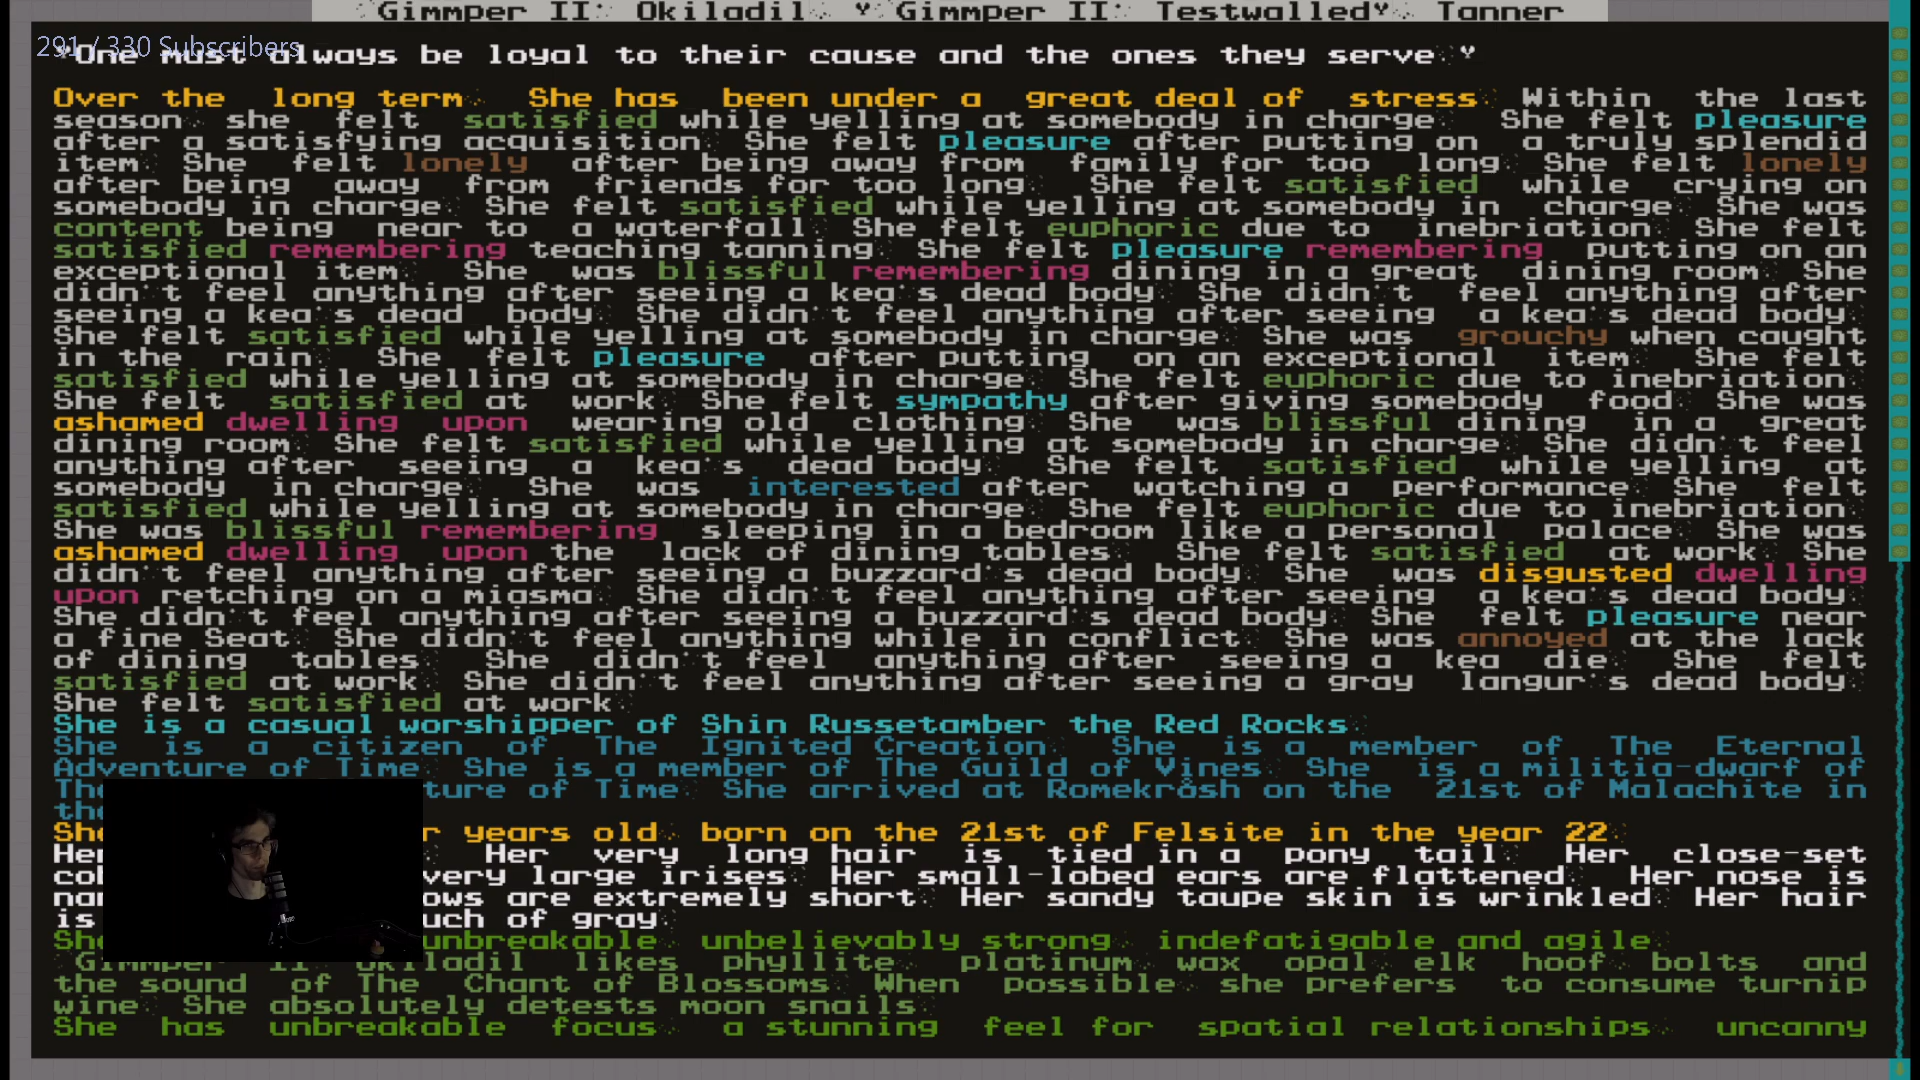 `Gimmper II' Okiladil, "Gimmper II: Testwalled", Tanner
291 / 330 Subscribers
"One must always be loyal to their cause and the ones they serve."
Over the long term, She has been under a great deal of stress. Within the last
season, she felt satisfied while yelling at somebody in charge. She felt pleasure
after a satisfying acquisition. She felt pleasure after putting on a truly splendid
item. She felt lonely after being away from family for too long. She felt lonely
after being away from friends for too long. She felt satisfied while crying on
somebody in charge. She felt satisfied while yelling at somebody in charge. She was
content being near to a waterfall. She felt euphoric due to inebriation. She felt
satisfied remembering teaching tanning. She felt pleasure remembering putting on an
exceptional item. She was blissful remembering dining in a great dining room. She
didn't feel anything after seeing a kea's dead body. She didn't feel anything after
seeing a kea's dead body. She didn't feel anything after seeing a kea's dead body.
She felt satisfied while yelling at somebody in charge. She was grouchy when caught
in the rain. She felt pleasure after putting on an exceptional item. She felt
satisfied while yelling at somebody in charge. She felt euphoric due to inebriation.
She felt satisfied at work. She felt sympathy after giving somebody food. She was
ashamed dwelling upon wearing old clothing. She was blissful dining in a great
dining room. She felt satisfied while yelling at somebody in charge. She didn't feel
anything after seeing a kea's dead body. She felt satisfied while yelling at
somebody in charge. She was interested after watching a performance. She felt
satisfied while yelling at somebody in charge. She felt euphoric due to inebriation.
She was blissful remembering sleeping in a bedroom like a personal palace. She was
ashamed dwelling upon the lack of dining tables. She felt satisfied at work. She
didn't feel anything after seeing a buzzard's dead body. She was disgusted dwelling
upon retching on a miasma. She didn't feel anything after seeing a kea's dead body.
She didn't feel anything after seeing a buzzard's dead body. She felt pleasure near
a fine Seat. She didn't feel anything while in conflict. She was annoyed at the lack
of dining tables. She didn't feel anything after seeing a kea die. She felt
satisfied at work. She didn't feel anything after seeing a gray langur's dead body.
She felt satisfied at work.
She is a casual worshipper of Shin Russetamber the Red Rocks.
She is a citizen of The Ignited Creation. She is a member of The Eternal
Adventure of Time. She is a member of The Guild of Vines. She is a militia-dwarf of
The ture of Time. She arrived at Romekråsh on the 21st of Malachite in
the
She r years old, born on the 21st of Felsite in the year 22.
Her Her very long hair is tied in a pony tail. Her close-set
cob very large irises. Her small-lobed ears are flattened. Her nose is
nar ows are extremely short. Her sandy taupe skin is wrinkled. Her hair
is uch of gray.
She unbreakable, unbelievably strong, indefatigable and agile.
`Gimmper II' Okiladil likes phyllite, platinum, wax opal, elk hoof, bolts and
the sound of The Chant of Blossoms. When possible, she prefers to consume turnip
wine. She absolutely detests moon snails.
She has unbreakable focus, a stunning feel for spatial relationships, uncanny